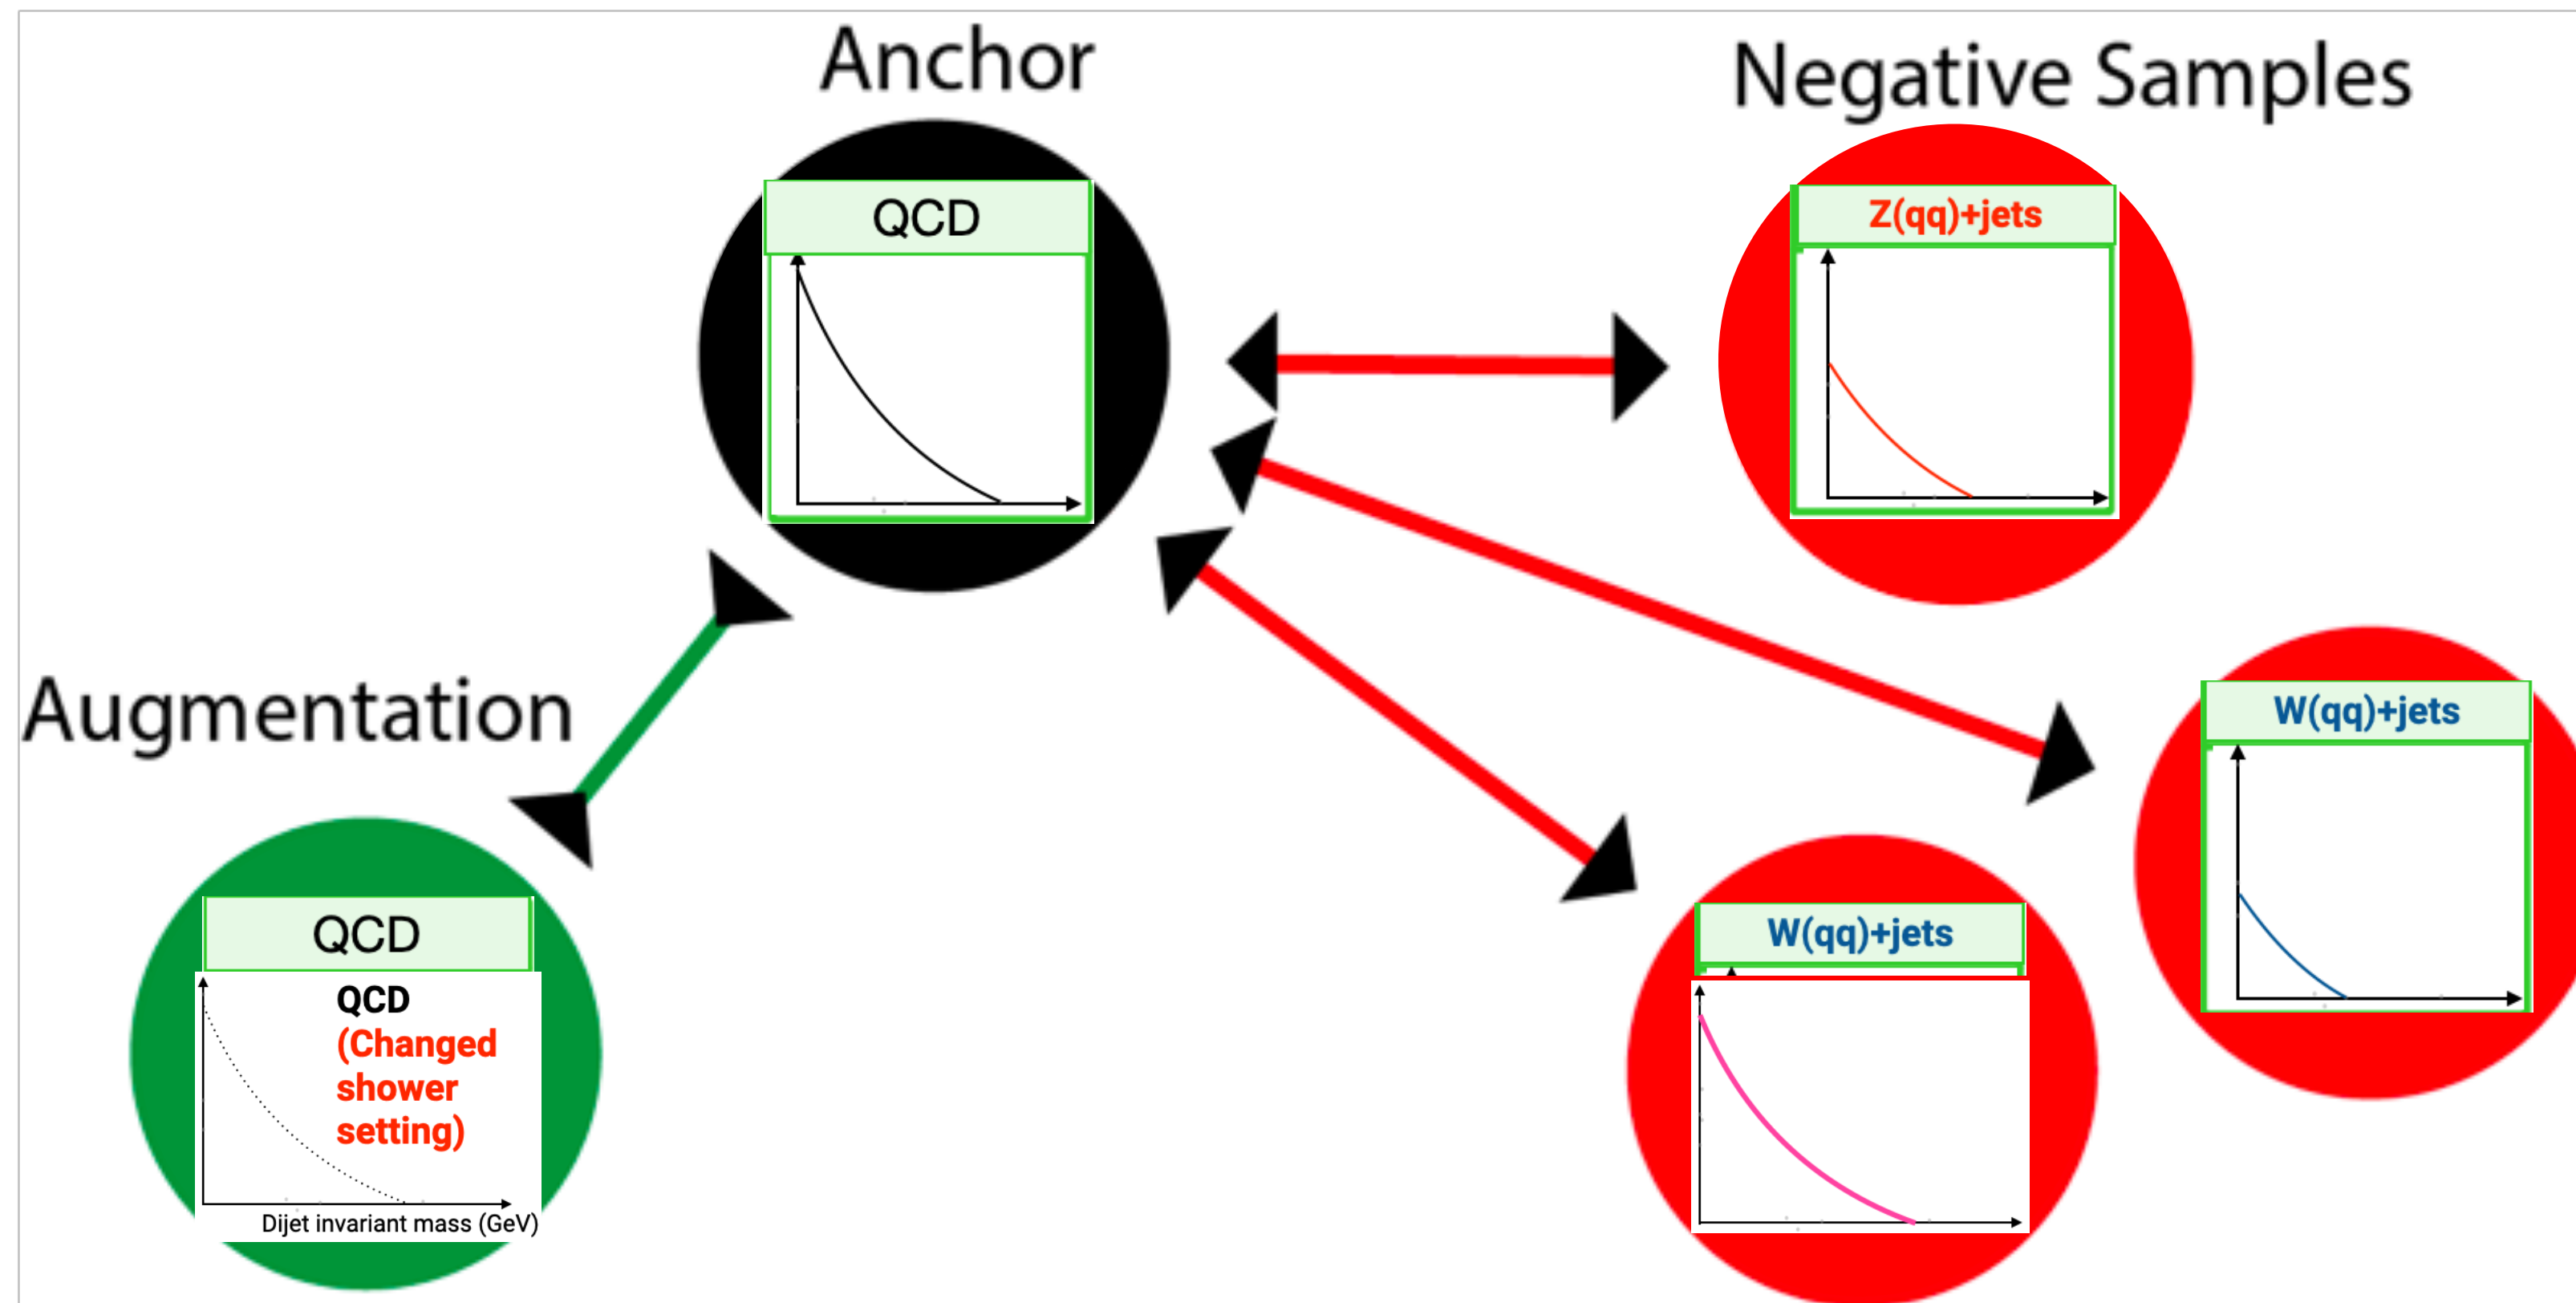 Anchor
Negative Samples
QCD
Z(qq)+jets
Augmentation
W(qq)+jets
QCD
W(qq)+jets
QCD
(Changed
shower
setting)
Dijet invariant mass (GeV)